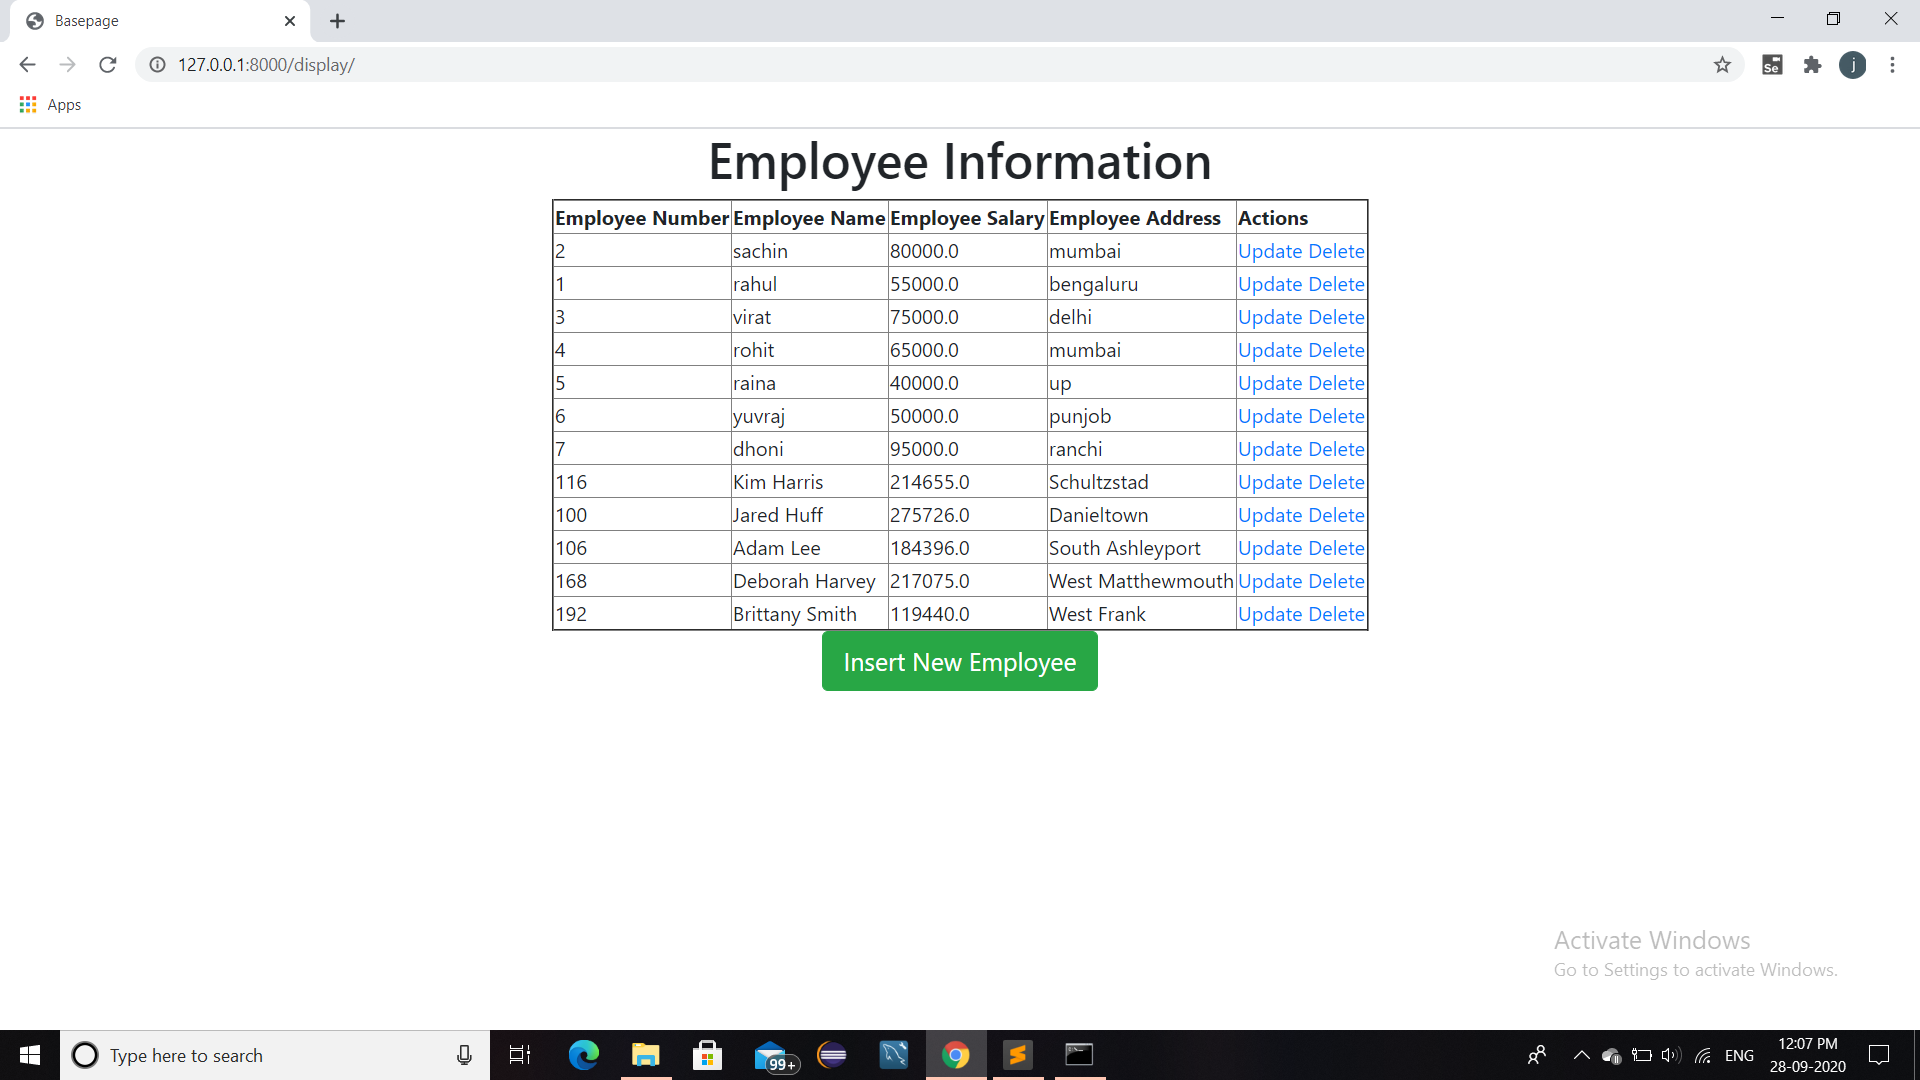 Basepage
127.0.0.1:8000/display/
Se
j
Apps
Employee Information
Employee Number Employee Name Employee Salary Employee Address Actions
2 sachin 80000.0 mumbai Update Delete
1 rahul 55000.0 bengaluru Update Delete
3 virat 75000.0 delhi Update Delete
4 rohit 65000.0 mumbai Update Delete
5 raina 40000.0 up Update Delete
6 yuvraj 50000.0 punjob Update Delete
7 dhoni 95000.0 ranchi Update Delete
116 Kim Harris 214655.0 Schultzstad Update Delete
100 Jared Huff 275726.0 Danieltown Update Delete
106 Adam Lee 184396.0 South Ashleyport Update Delete
168 Deborah Harvey 217075.0 West Matthewmouth Update Delete
192 Brittany Smith 119440.0 West Frank Update Delete
Insert New Employee
Activate Windows
Go to Settings to activate Windows.
Type here to search
99+
ENG
12:07 PM
28-09-2020